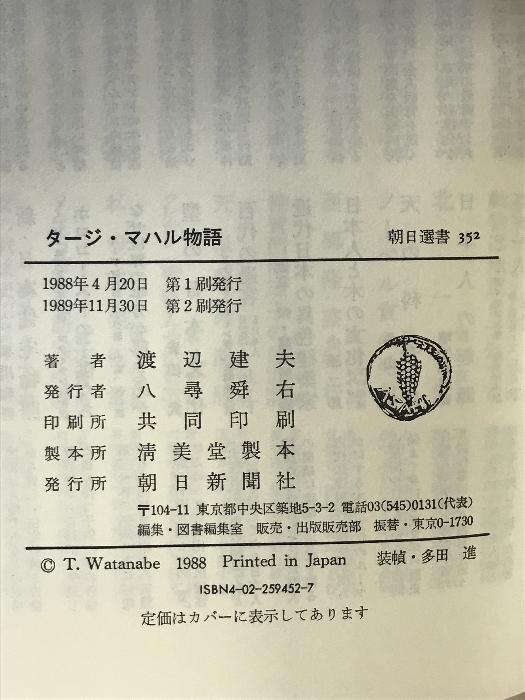 タージ・マハル物語 朝日選書 352
1988年4月20日 第1刷発行
1989年11月30日 第2刷発行
著者 渡辺建夫
発行者 八尋舜右
印刷所 共同印刷
製本所 清美堂製本
発行所 朝日新聞社
〒104-11 東京都中央区築地5-3-2 電話03(545)0131(代表)
編集・図書編集室 販売・出版販売部 振替・東京0-1730
© T. Watanabe 1988 Printed in Japan 装幀・多田 進
ISBN4-02-259452-7
定価はカバーに表示してあります